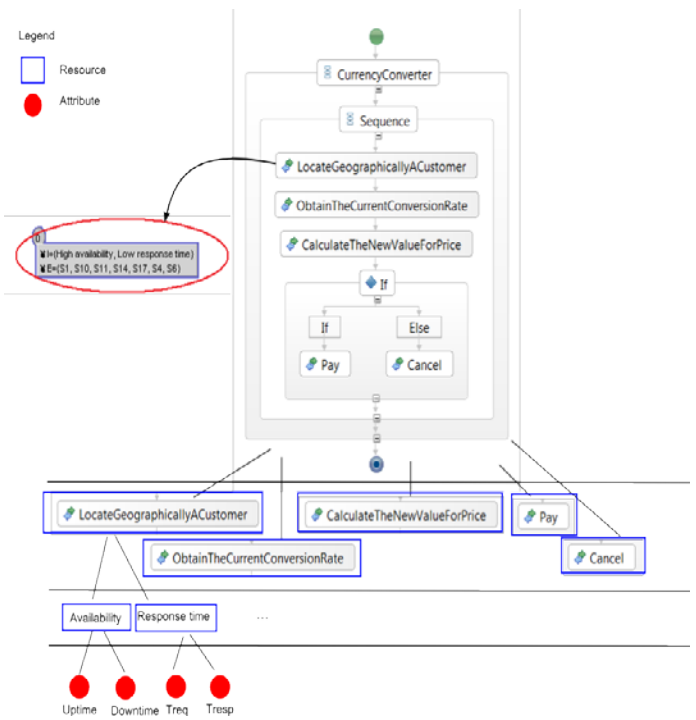 Legend
Resource
Attribute
CurrencyConverter
Sequence
LocateGeographicallyACustomer
ObtainTheCurrentConversionRate
CalculateTheNewValueForPrice
If
If Else
Pay Cancel
0
I=(High availability, Low response time)
E=(S1, S10, S11, S14, S17, S4, S6)
LocateGeographicallyACustomer
CalculateTheNewValueForPrice
Pay
ObtainTheCurrentConversionRate
Cancel
Availability Response time ...
Uptime Downtime Treq Tresp